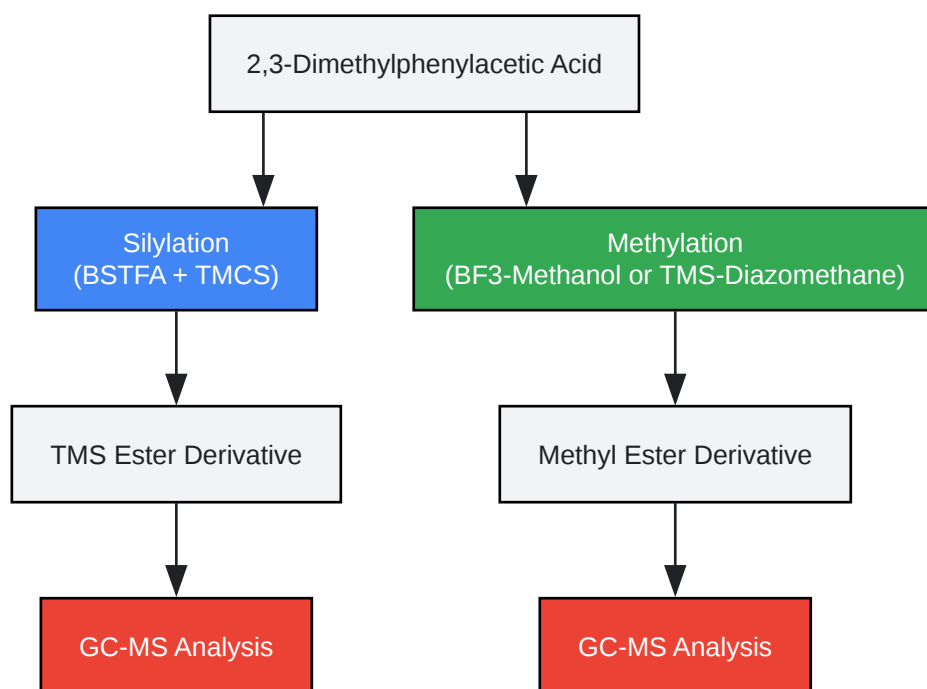 2,3-Dimethylphenylacetic Acid
Silylation
(BSTFA + TMCS)
Methylation
(BF3-Methanol or TMS-Diazomethane)
TMS Ester Derivative
Methyl Ester Derivative
GC-MS Analysis
GC-MS Analysis